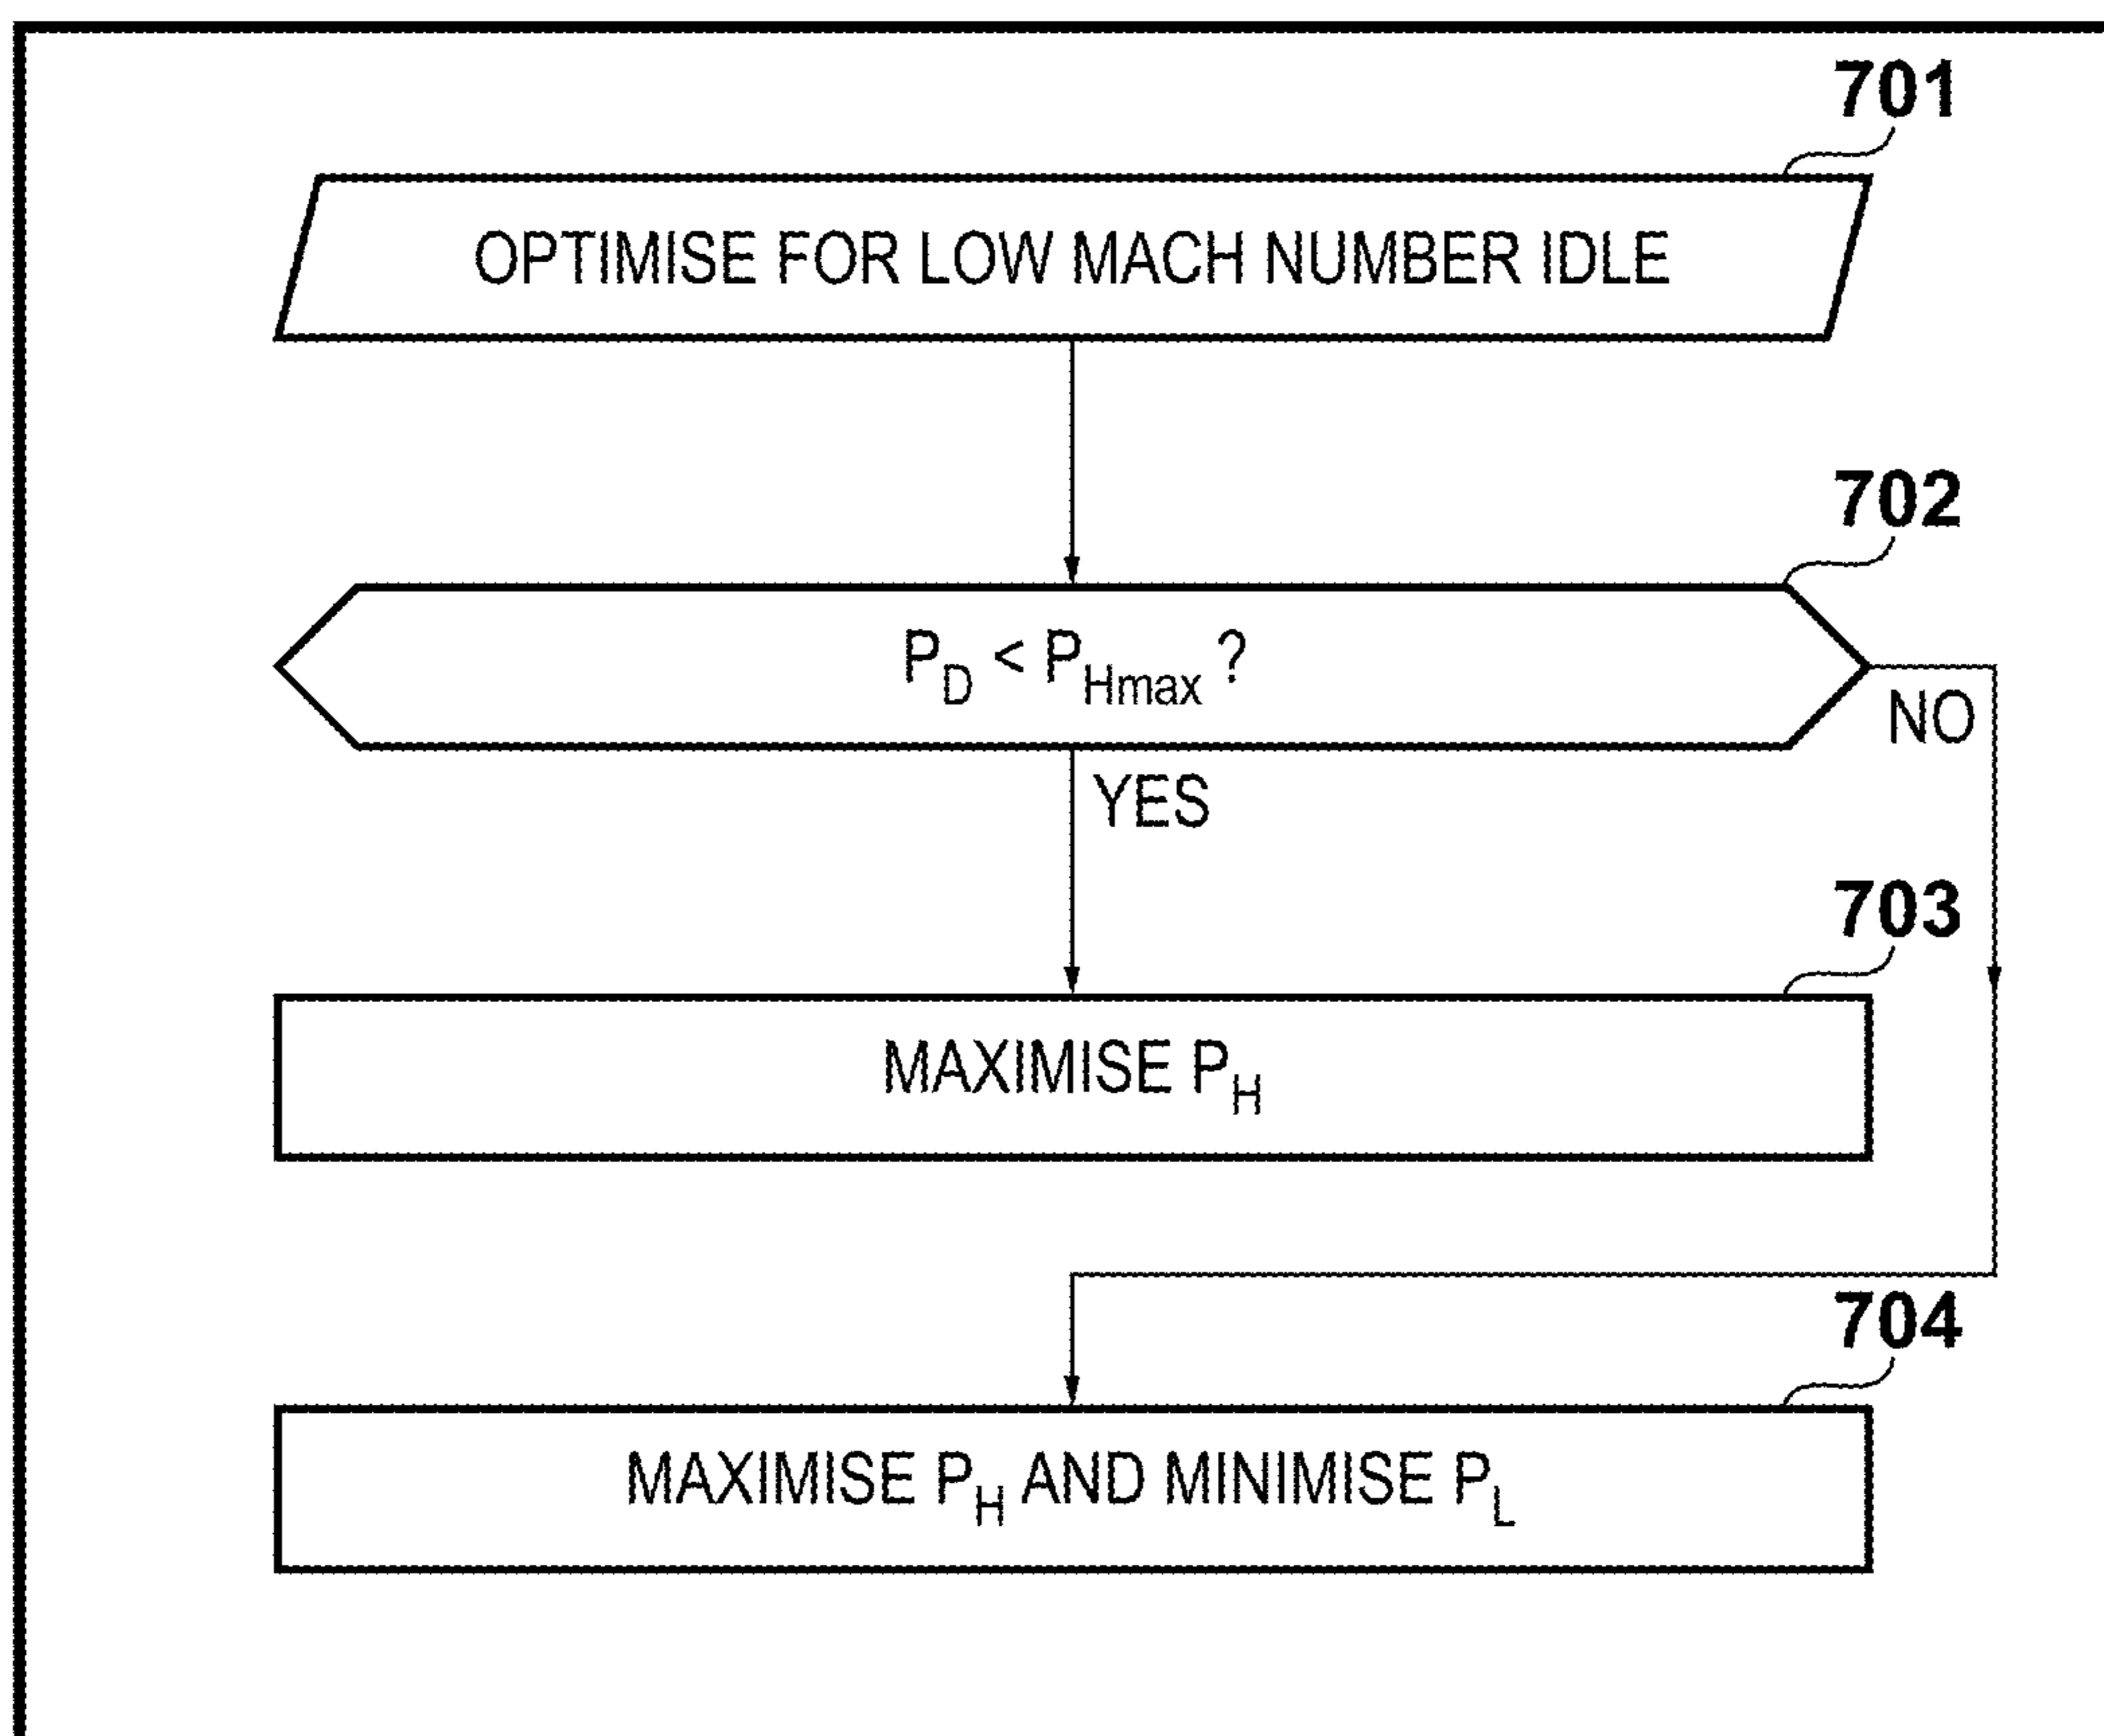 701
OPTIMISE FOR LOW MACH NUMBER IDLE
702
P_D < P_Hmax ?
NO
YES
703
MAXIMISE P_H
704
MAXIMISE P_H AND MINIMISE P_L